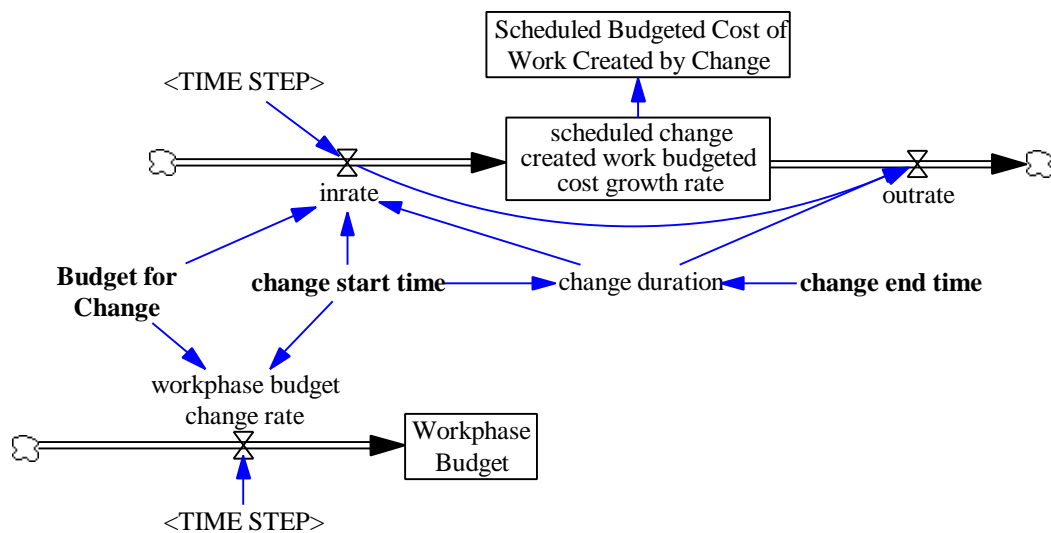 Scheduled Budgeted Cost of
Work Created by Change
<TIME STEP>
scheduled change
created work budgeted
cost growth rate
inrate
outrate
Budget for
Change
change start time
change duration
change end time
workphase budget
change rate
Workphase
Budget
<TIME STEP>